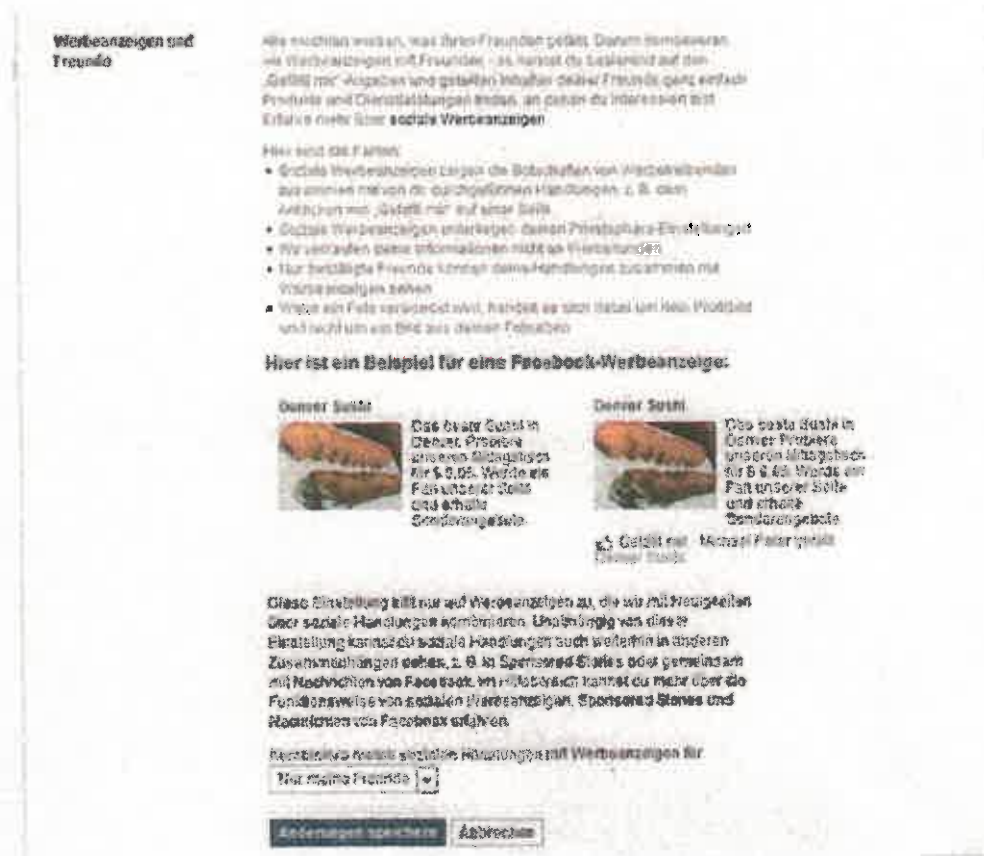 Werbeanzeigen und
Freunde
Alle möchten wissen, was ihren Freunden gefällt. Darum kombinieren
wir Werbeanzeigen mit Freunden - so kannst du basierend auf den
„Gefällt mir“-Angaben und geteilten Inhalten deiner Freunde ganz einfach
Produkte und Dienstleistungen finden, an denen du interessiert bist.
Erfahre mehr über soziale Werbeanzeigen
Hier sind die Fakten:
• Soziale Werbeanzeigen zeigen die Botschaften von Werbetreibenden
zusammen mit von dir durchgeführten Handlungen, z. B. dem
Anklicken von „Gefällt mir“ auf einer Seite
• Soziale Werbeanzeigen unterliegen deinen Privatsphäre-Einstellungen
• Wir verkaufen deine Informationen nicht an
• Nur bestätigte Freunde können deine Handlungen zusammen mit
Werbeanzeigen sehen
• Wenn ein Foto verwendet wird, handelt es sich dabei um dein Profilbild
und nicht um ein Bild aus deinen Fotoalben
Hier ist ein Beispiel für eine Facebook-Werbeanzeige:
Denver Sushi
Das beste Sushi in
Denver. Probiere
unseren Mittagstisch
für Werde ein
Fan unserer Seite
und erhalte
Sonderangebote.
Denver Sushi
Das beste Sushi in
Denver. Probiere
unseren Mittagstisch
für Werde ein
Fan unserer Seite
und erhalte
Sonderangebote.
Gefällt mir · Michael gefällt
Denver Sushi.
Diese Einstellung trifft nur auf Werbeanzeigen zu, die wir mit Neuigkeiten
über soziale Handlungen kombinieren. Unabhängig von dieser
Einstellung kannst du soziale Handlungen auch weiterhin in anderen
Zusammenhängen sehen, z. B. in Sponsored Stories oder gemeinsam
mit Nachrichten von Facebook. Im Hilfebereich kannst du mehr über die
Funktionsweise von sozialen Werbeanzeigen, Sponsored Stories und
Nachrichten von Facebook erfahren.
Kombiniere meine sozialen Handlungen mit Werbeanzeigen für
Nur meine Freunde
Änderungen speichern Abbrechen